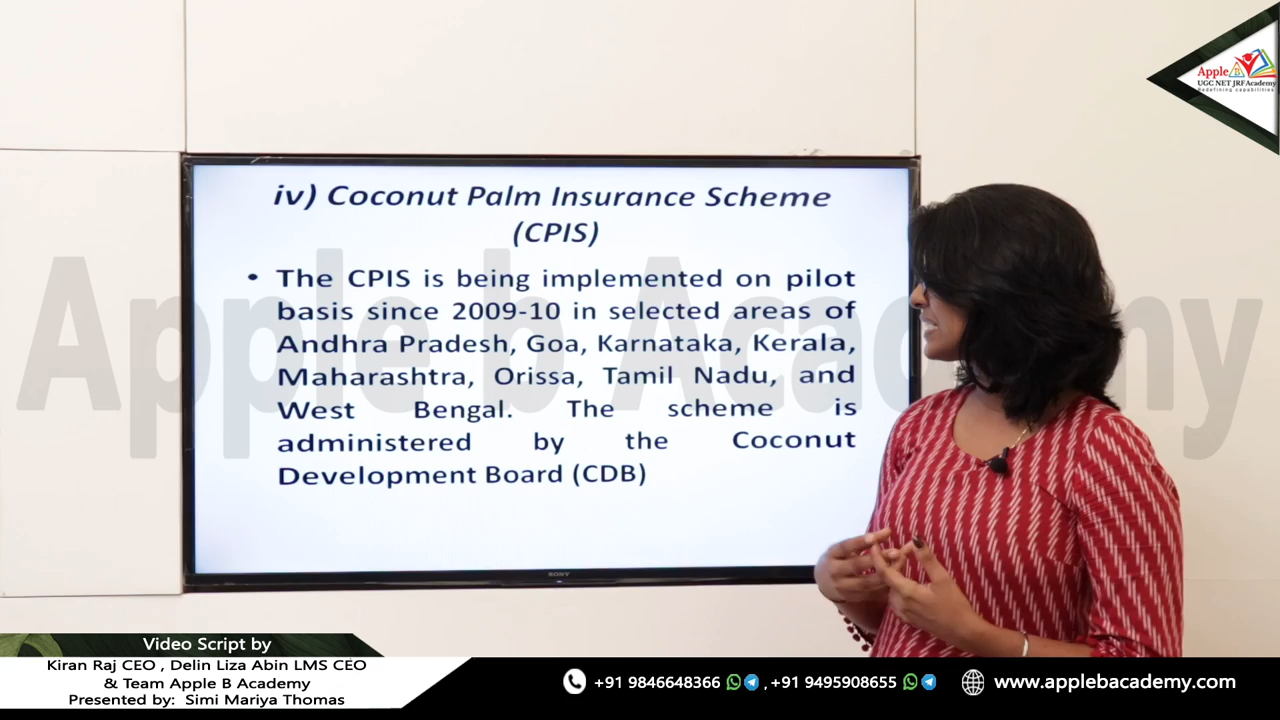 Apple B
UGC NET JRF Academy
Redefining capabilities
iv) Coconut Palm Insurance Scheme
(CPIS)
• The CPIS is being implemented on pilot
basis since 2009-10 in selected areas of
Andhra Pradesh, Goa, Karnataka, Kerala,
Maharashtra, Orissa, Tamil Nadu, and
West Bengal. The scheme is
administered by the Coconut
Development Board (CDB)
Apple b Academy
SONY
Video Script by
Kiran Raj CEO , Delin Liza Abin LMS CEO
& Team Apple B Academy
Presented by: Simi Mariya Thomas
+91 9846648366 , +91 9495908655 www.applebacademy.com